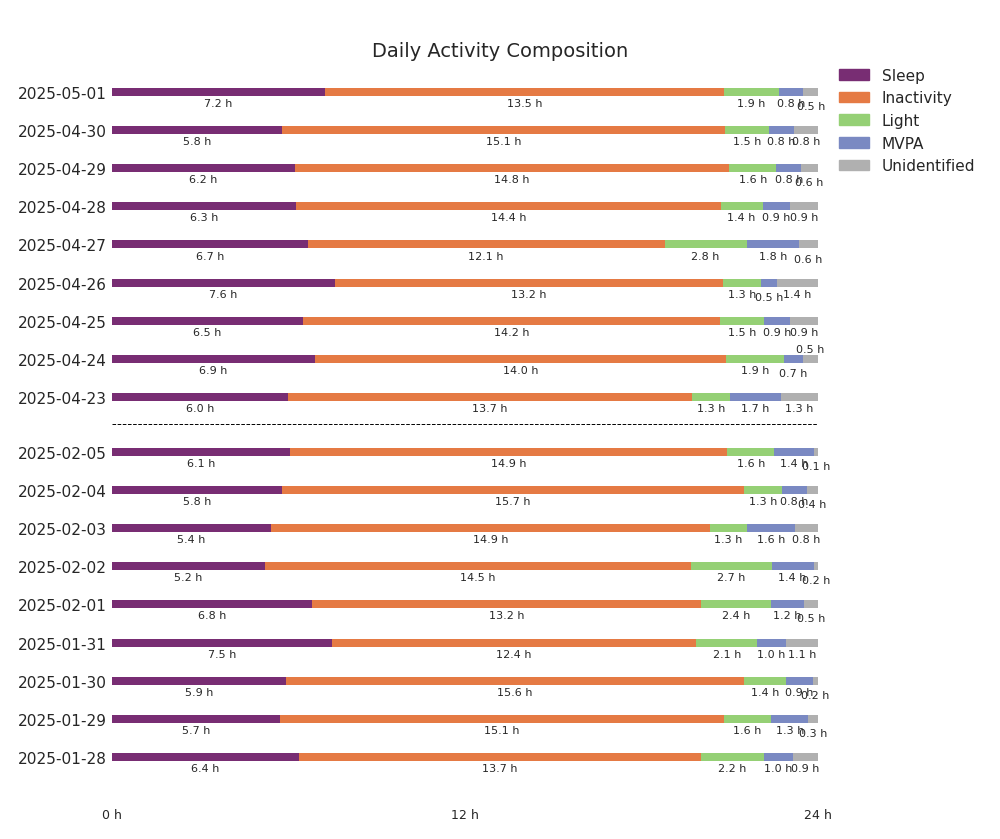 Daily Activity Composition
Sleep
Inactivity
Light
MVPA
Unidentified
2025-05-01
7.2 h 13.5 h 1.9 h 0.8 h 0.5 h
2025-04-30
5.8 h 15.1 h 1.5 h 0.8 h 0.8 h
2025-04-29
6.2 h 14.8 h 1.6 h 0.8 h 0.6 h
2025-04-28
6.3 h 14.4 h 1.4 h 0.9 h 0.9 h
2025-04-27
6.7 h 12.1 h 2.8 h 1.8 h 0.6 h
2025-04-26
7.6 h 13.2 h 1.3 h 0.5 h 1.4 h
2025-04-25
6.5 h 14.2 h 1.5 h 0.9 h 0.9 h
2025-04-24
6.9 h 14.0 h 1.9 h 0.7 h 0.5 h
2025-04-23
6.0 h 13.7 h 1.3 h 1.7 h 1.3 h
2025-02-05
6.1 h 14.9 h 1.6 h 1.4 h 0.1 h
2025-02-04
5.8 h 15.7 h 1.3 h 0.8 h 0.4 h
2025-02-03
5.4 h 14.9 h 1.3 h 1.6 h 0.8 h
2025-02-02
5.2 h 14.5 h 2.7 h 1.4 h 0.2 h
2025-02-01
6.8 h 13.2 h 2.4 h 1.2 h 0.5 h
2025-01-31
7.5 h 12.4 h 2.1 h 1.0 h 1.1 h
2025-01-30
5.9 h 15.6 h 1.4 h 0.9 h 0.2 h
2025-01-29
5.7 h 15.1 h 1.6 h 1.3 h 0.3 h
2025-01-28
6.4 h 13.7 h 2.2 h 1.0 h 0.9 h
0 h 12 h 24 h